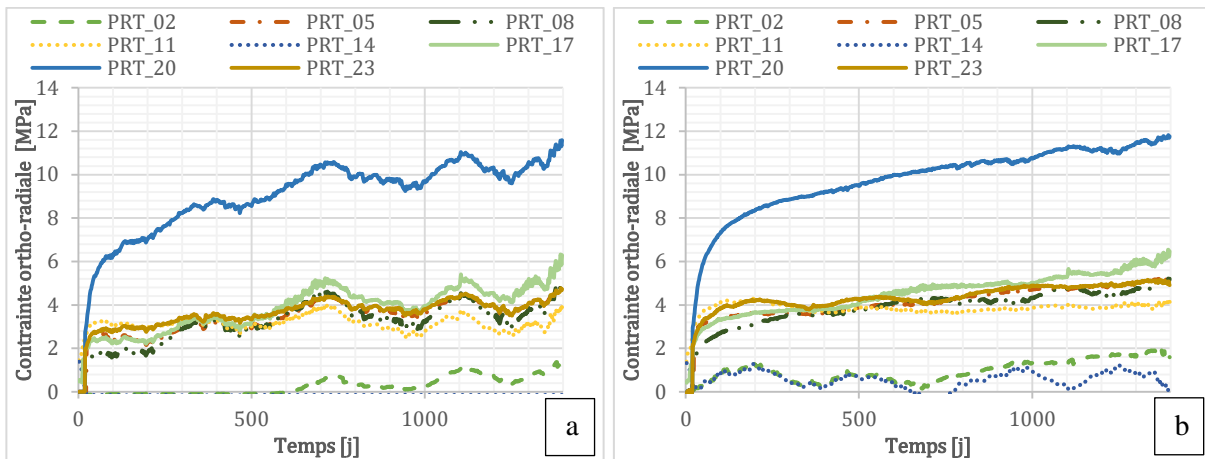 PRT_02 PRT_05 PRT_08
PRT_11 PRT_14 PRT_17
PRT_20 PRT_23
14
12
10
8
6
4
2
0
0 500 1000
Contrainte ortho-radiale [MPa]
Temps [j]
a
PRT_02 PRT_05 PRT_08
PRT_11 PRT_14 PRT_17
PRT_20 PRT_23
14
12
10
8
6
4
2
0
0 500 1000
Contrainte ortho-radiale [MPa]
Temps [j]
b